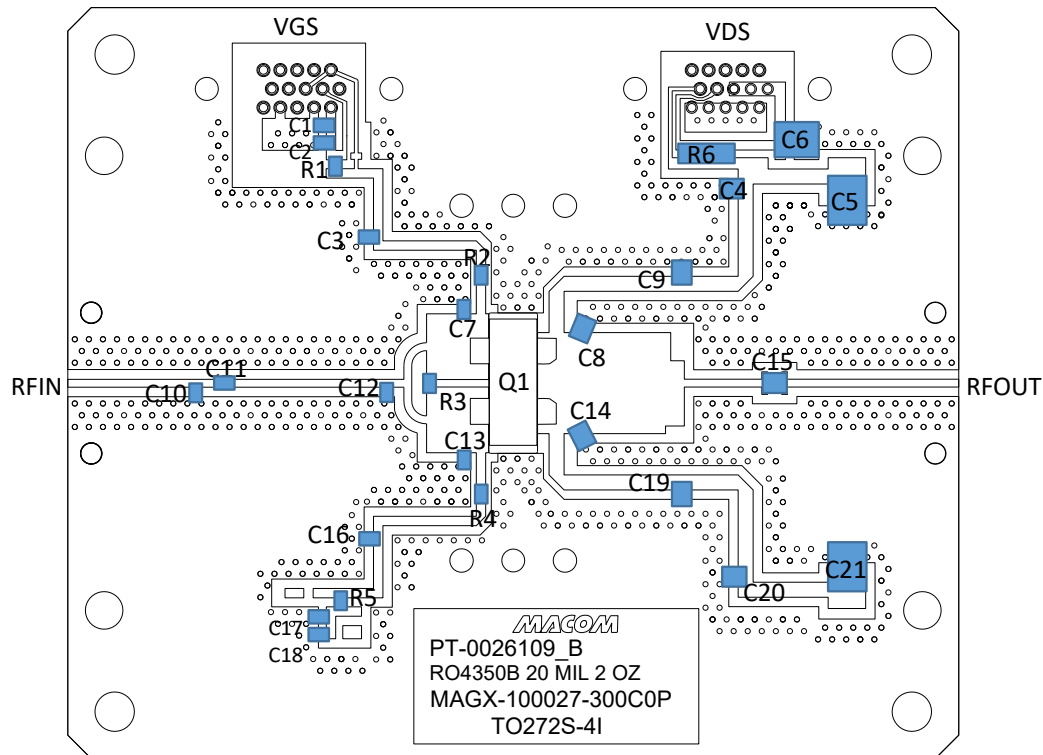 VGS
VDS
C1
C2
R1
R6
C6
C4
C5
C3
R2
C9
C7
C8
C11
C15
RFIN
C10
C12
R3
Q1
RFOUT
C14
C13
C19
R4
C16
C21
C20
R5
C17
C18
MACOM
PT-0026109_B
RO4350B 20 MIL 2 OZ
MAGX-100027-300C0P
TO272S-4I